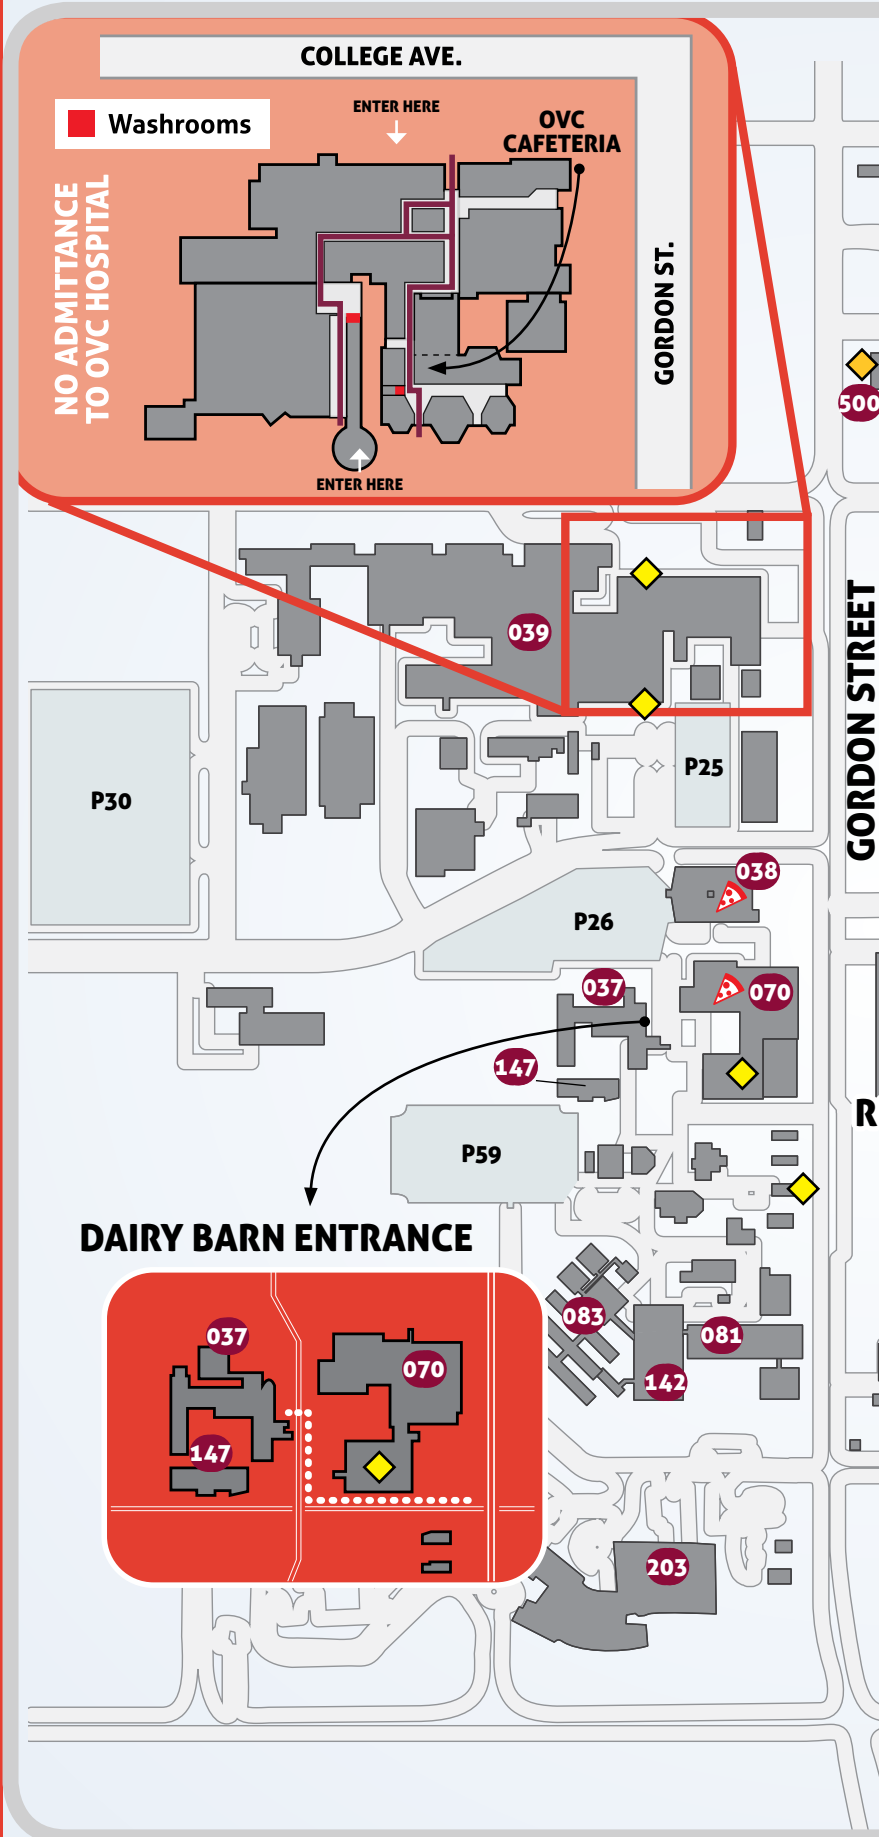 COLLEGE AVE.
Washrooms
ENTER HERE
OVC
CAFETERIA
NO ADMITTANCE
TO OVC HOSPITAL
GORDON ST.
ENTER HERE
500
039
GORDON STREET
P30
P25
038
P26
037
070
147
R
P59
DAIRY BARN ENTRANCE
083
081
142
037
070
147
203